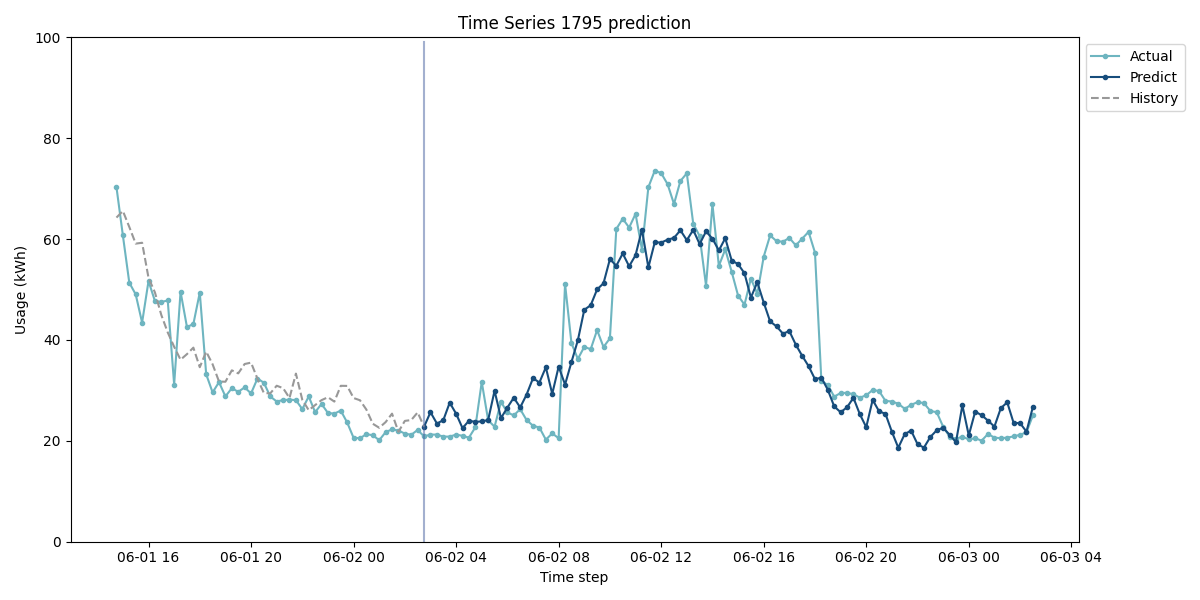 Time Series 1795 prediction
100
80
60
40
20
0
Usage (kWh)
06-01 16
06-01 20
06-02 00
06-02 04
06-02 08
06-02 12
06-02 16
06-02 20
06-03 00
06-03 04
Time step
Actual
Predict
History